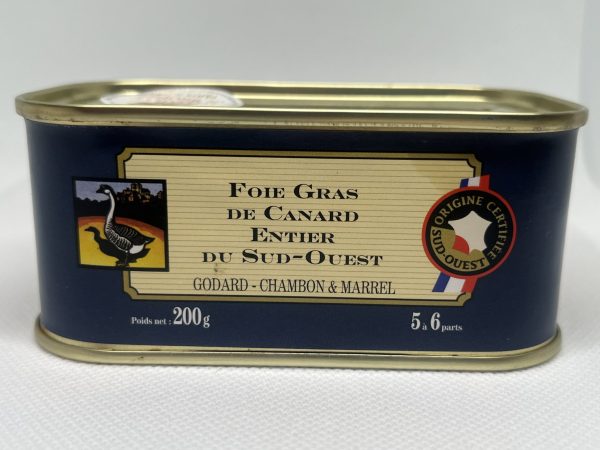 FOIE GRAS
DE CANARD
ENTIER
DU SUD-OUEST
GODARD - CHAMBON & MARREL
ORIGINE CERTIFIÉE
SUD-OUEST
Poids net : 200g
5 à 6 parts